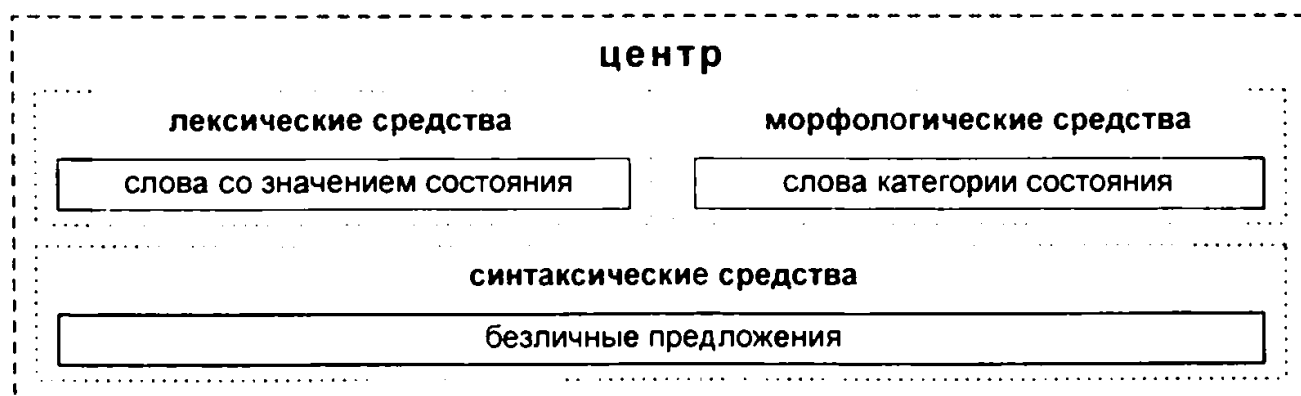 центр
лексические средства
морфологические средства
слова со значением состояния
слова категории состояния
синтаксические средства
безличные предложения